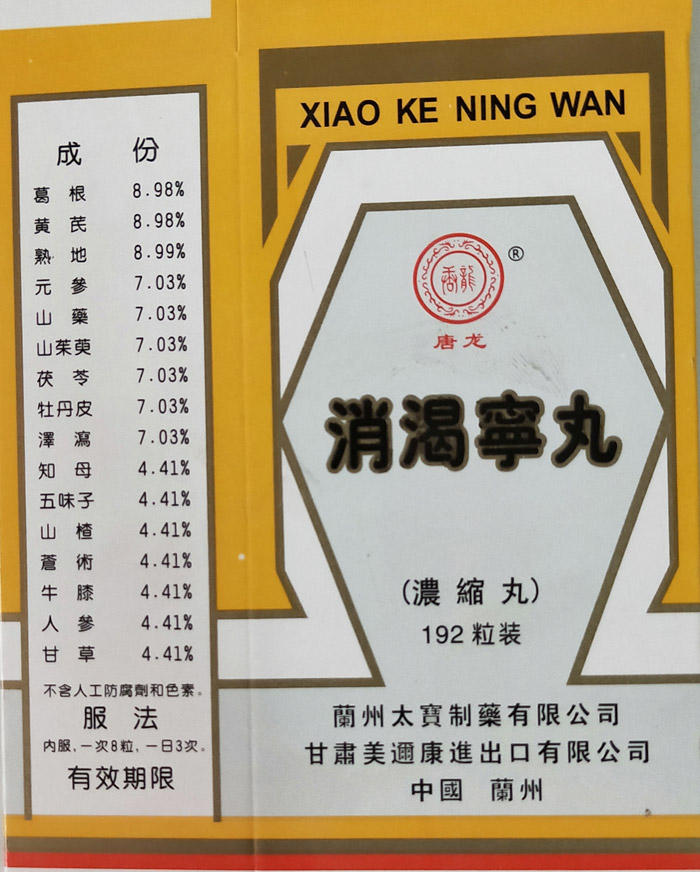 成 份
葛 根 8.98%
黄 芪 8.98%
熟 地 8.99%
元 參 7.03%
山 藥 7.03%
山茱萸 7.03%
茯 苓 7.03%
牡丹皮 7.03%
澤 瀉 7.03%
知 母 4.41%
五味子 4.41%
山 楂 4.41%
蒼 術 4.41%
牛 膝 4.41%
人 參 4.41%
甘 草 4.41%
不含人工防腐劑和色素。
服 法
内服,一次8粒,一日3次。
有效期限
XIAO KE NING WAN
®
唐龙
消渴寧丸
(濃縮丸)
192粒装
蘭州太寶制藥有限公司
甘肅美邇康進出口有限公司
中國 蘭州